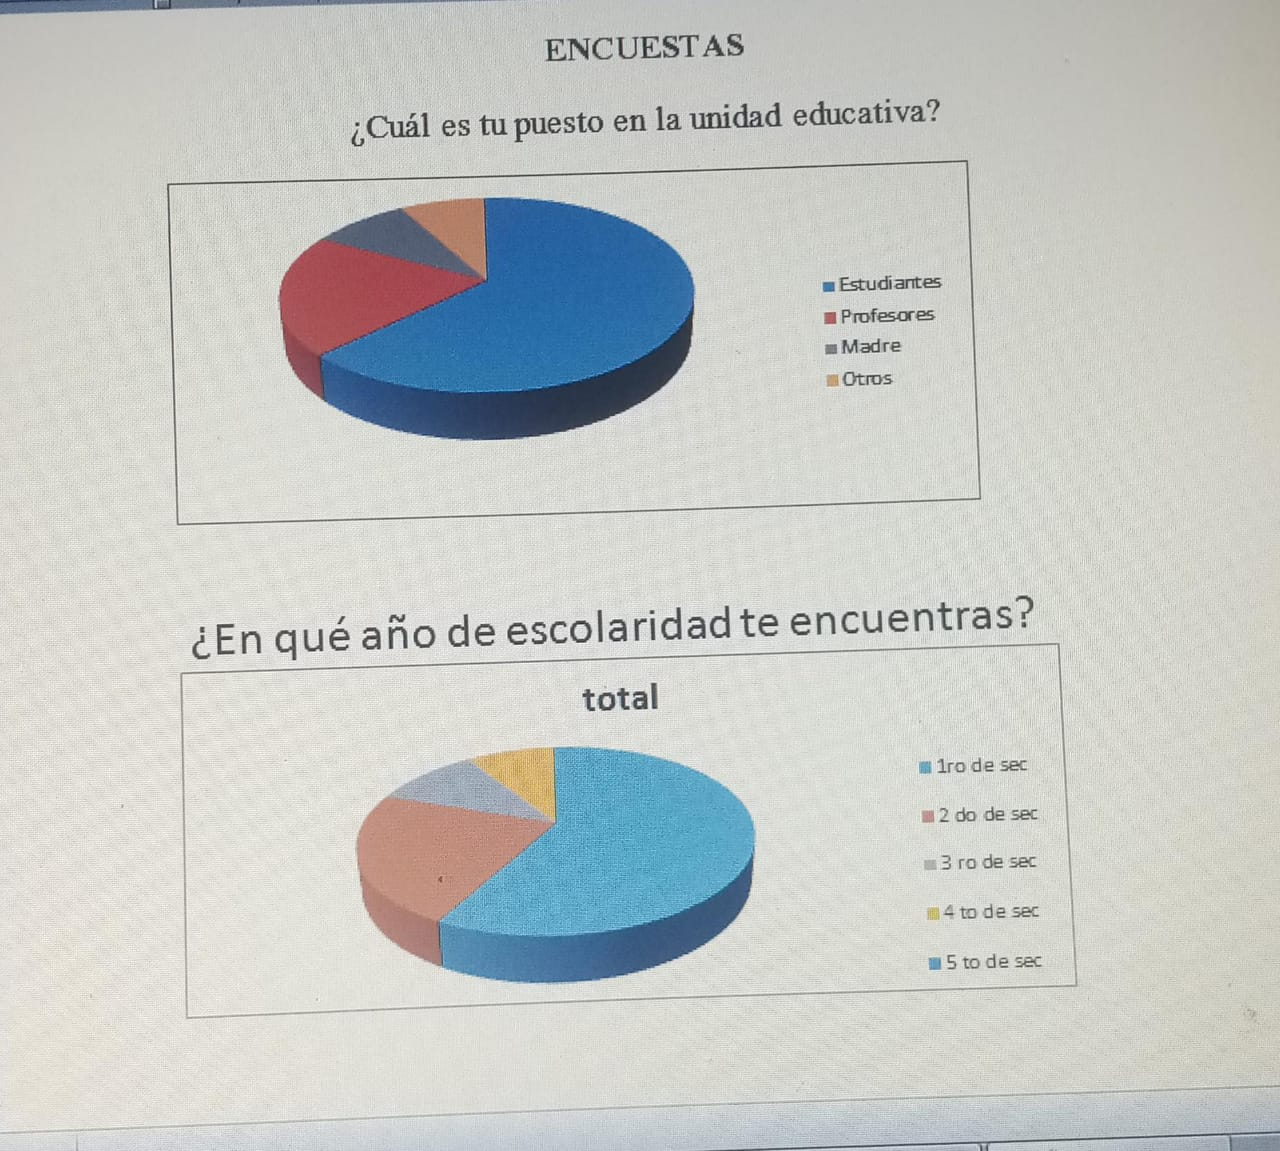 ENCUESTAS
¿Cuál es tu puesto en la unidad educativa?
Estudiantes
Profesores
Madre
Otros
¿En qué año de escolaridad te encuentras?
total
1ro de sec
2 do de sec
3 ro de sec
4 to de sec
5 to de sec